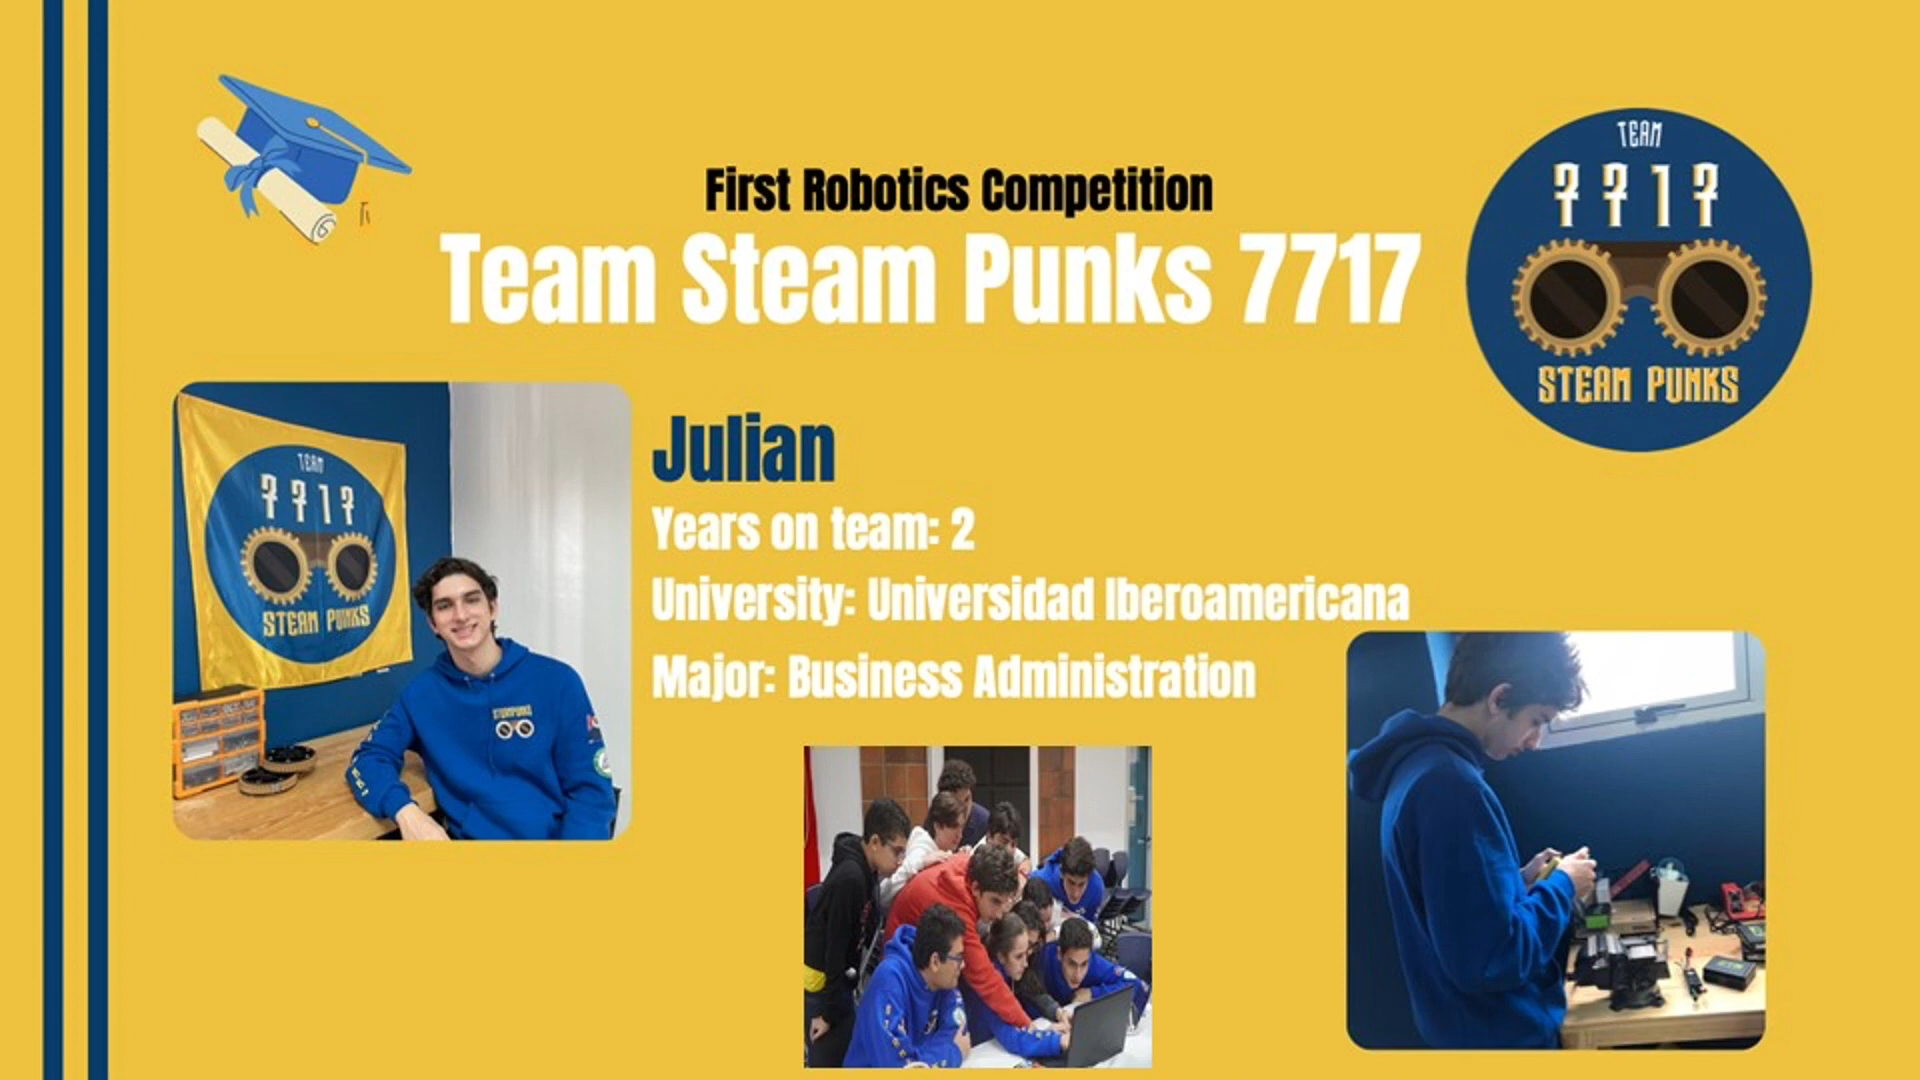 First Robotics Competition
Team Steam Punks 7717
TEAM
7717
STEAM PUNKS
Julian
Years on team: 2
University: Universidad Iberoamericana
Major: Business Administration
TEAM
7717
STEAM PUNKS
STEAMPUNKS